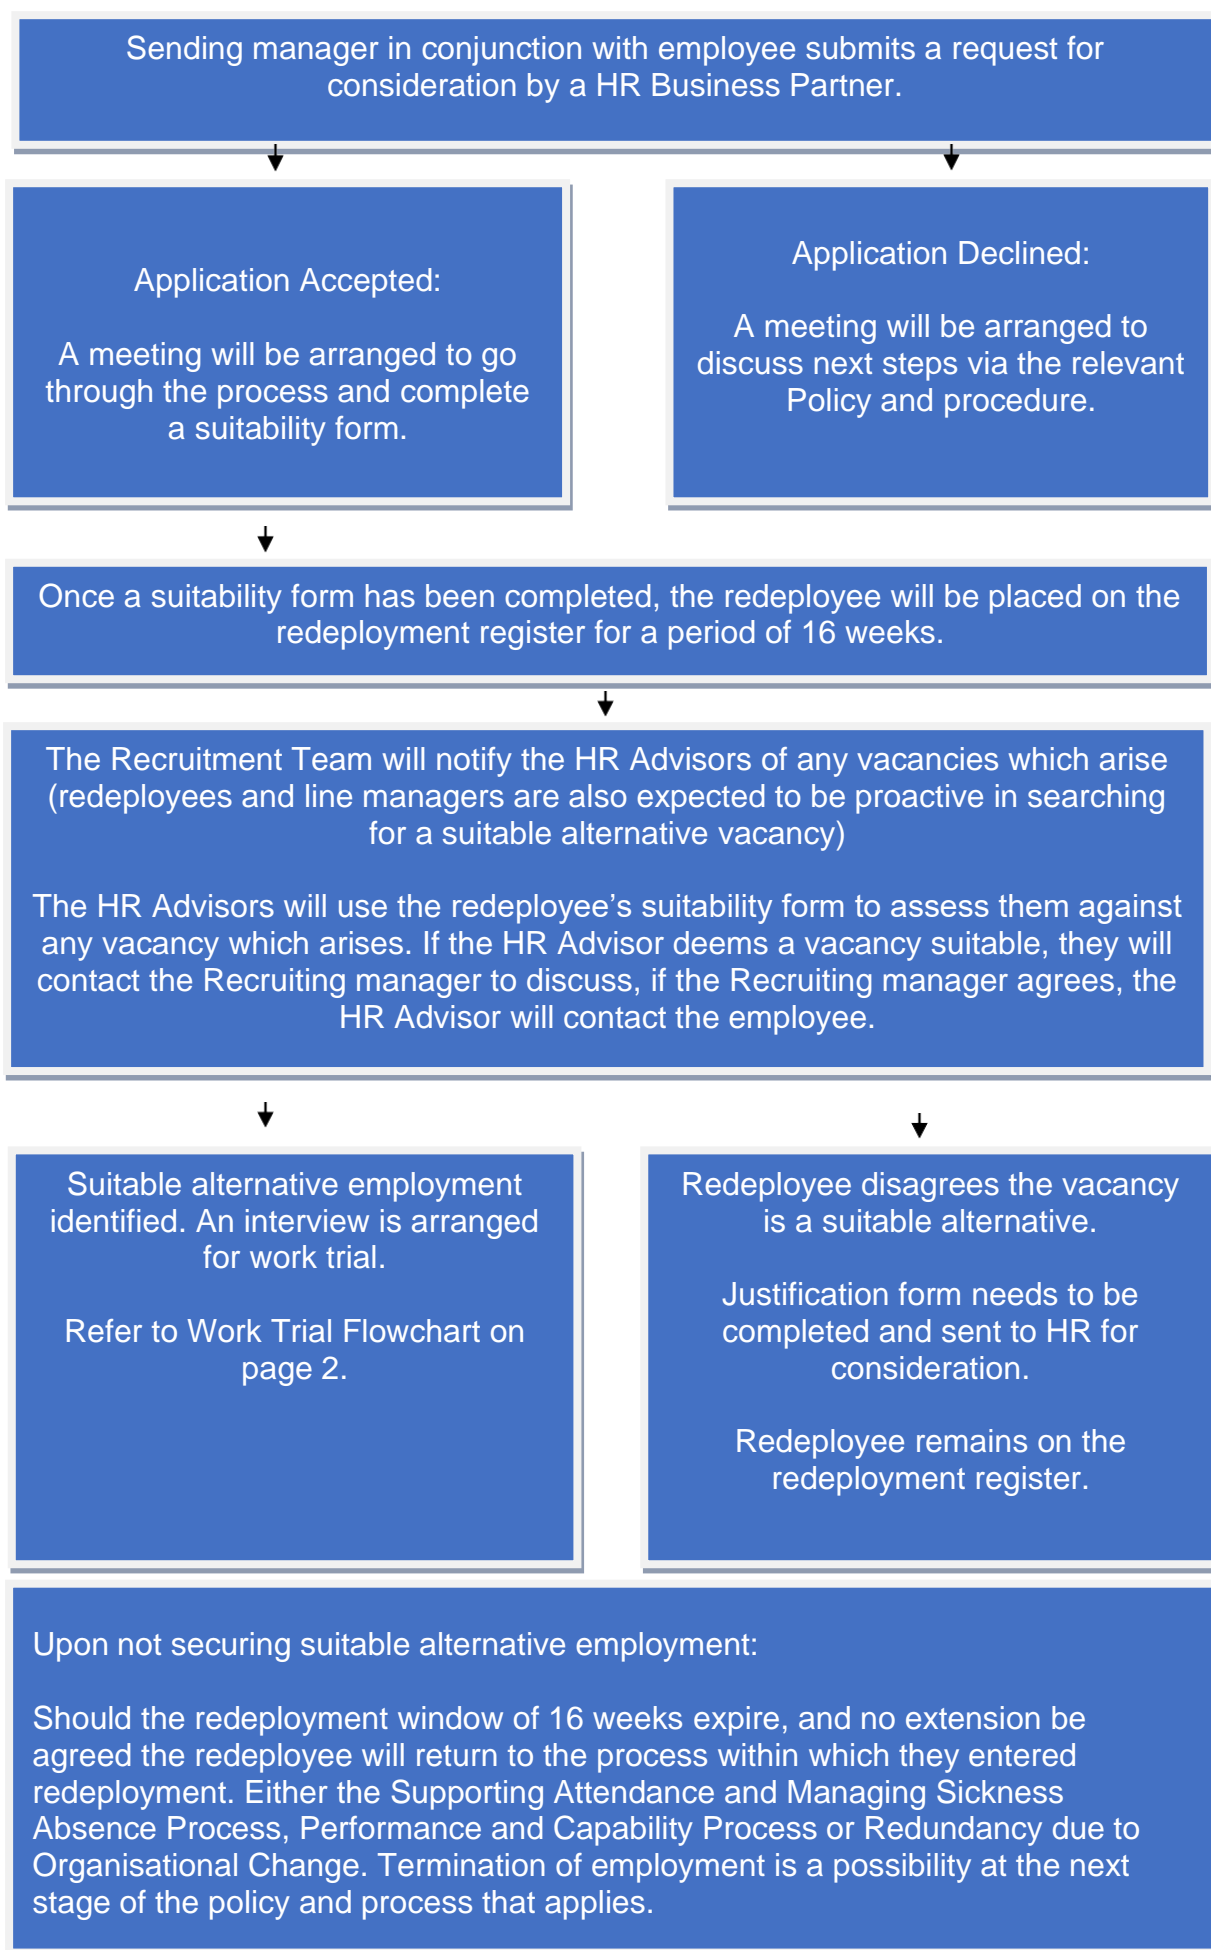 Sending manager in conjunction with employee submits a request for
consideration by a HR Business Partner.
Application Accepted:
A meeting will be arranged to go
through the process and complete
a suitability form.
Application Declined:
A meeting will be arranged to
discuss next steps via the relevant
Policy and procedure.
Once a suitability form has been completed, the redeployee will be placed on the
redeployment register for a period of 16 weeks.
The Recruitment Team will notify the HR Advisors of any vacancies which arise
(redeployees and line managers are also expected to be proactive in searching
for a suitable alternative vacancy)
The HR Advisors will use the redeployee’s suitability form to assess them against
any vacancy which arises. If the HR Advisor deems a vacancy suitable, they will
contact the Recruiting manager to discuss, if the Recruiting manager agrees, the
HR Advisor will contact the employee.
Suitable alternative employment
identified. An interview is arranged
for work trial.
Refer to Work Trial Flowchart on
page 2.
Redeployee disagrees the vacancy
is a suitable alternative.
Justification form needs to be
completed and sent to HR for
consideration.
Redeployee remains on the
redeployment register.
Upon not securing suitable alternative employment:
Should the redeployment window of 16 weeks expire, and no extension be
agreed the redeployee will return to the process within which they entered
redeployment. Either the Supporting Attendance and Managing Sickness
Absence Process, Performance and Capability Process or Redundancy due to
Organisational Change. Termination of employment is a possibility at the next
stage of the policy and process that applies.